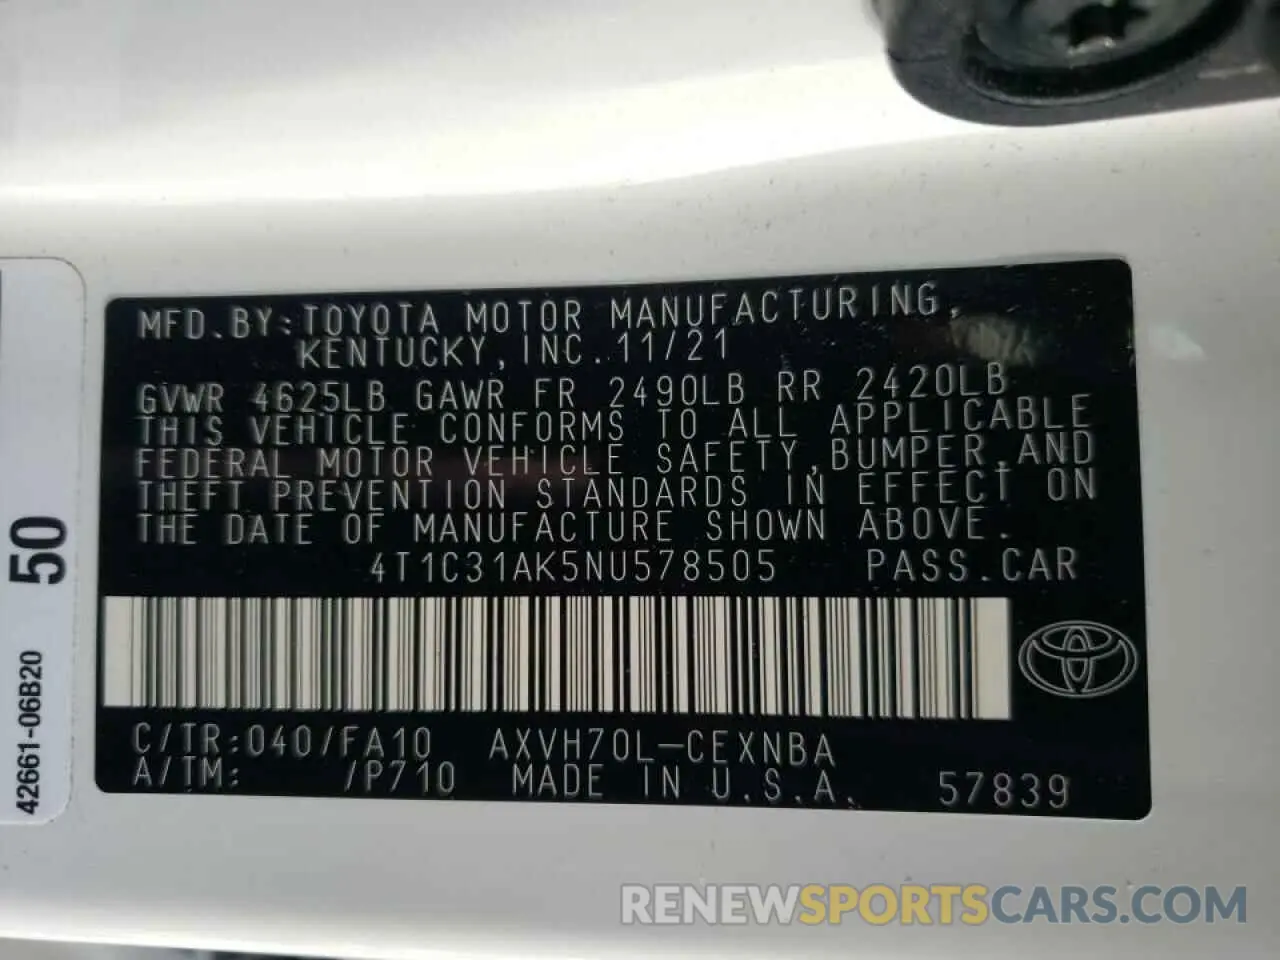 MFD.BY:TOYOTA MOTOR MANUFACTURING,
KENTUCKY,INC. 11/21
GVWR 4625LB GAWR FR 2490LB RR 2420LB
THIS VEHICLE CONFORMS TO ALL APPLICABLE
FEDERAL MOTOR VEHICLE SAFETY,BUMPER,AND
THEFT PREVENTION STANDARDS IN EFFECT ON
THE DATE OF MANUFACTURE SHOWN ABOVE.
4T1C31AK5NU578505 PASS.CAR
C/TR:040/FA10 AXVH70L-CEXNBA
A/TM: /P710 MADE IN U.S.A. 57839
42661-06B20 50
RENEWSPORTSCARS.COM